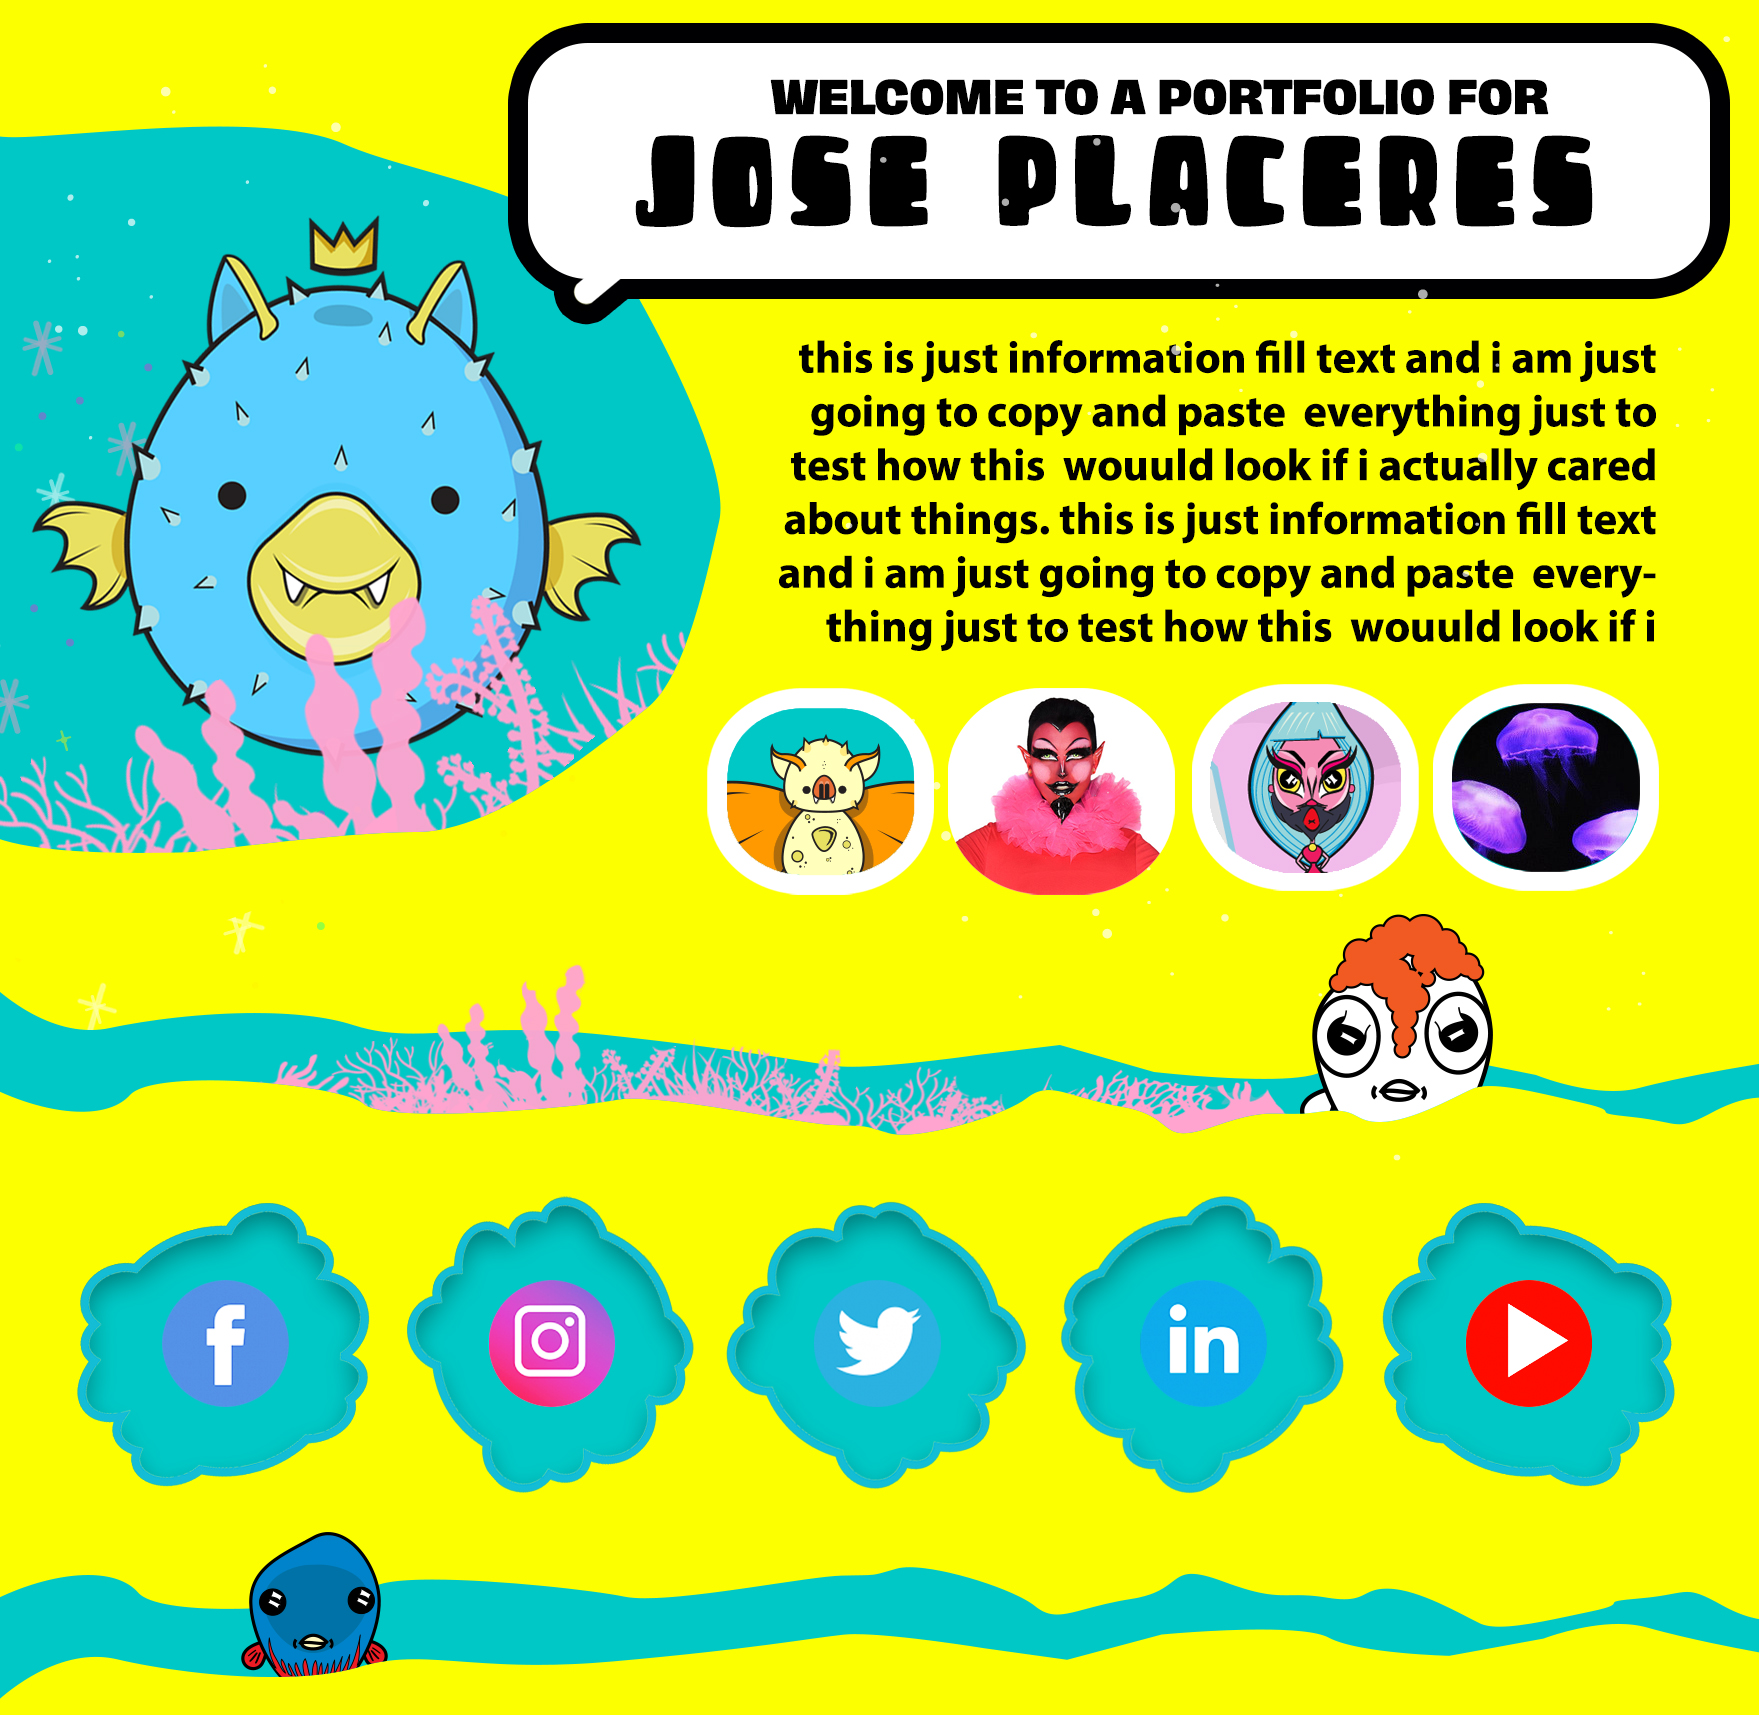 WELCOME TO A PORTFOLIO FOR
JOSE PLACERES
this is just information fill text and i am just
going to copy and paste  everything just to
test how this  wouuld look if i actually cared
about things. this is just information fill text
and i am just going to copy and paste  every-
thing just to test how this  wouuld look if i
f
in